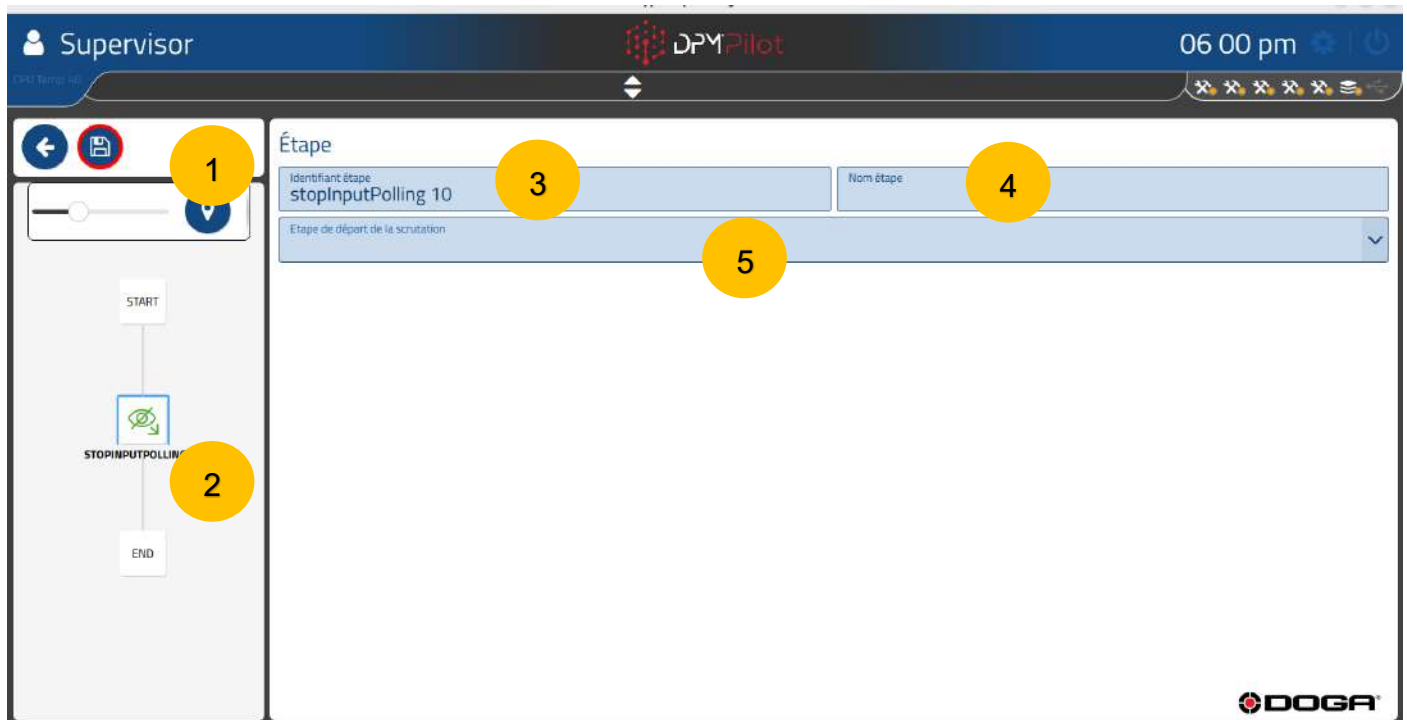 Supervisor
DPMPilot
06 00 pm
1
Étape
Identifiant étape
stopInputPolling 10
3
Nom étape
4
Etape de départ de la scrutation
5
START
STOPINPUTPOLLIN
2
END
DOGA